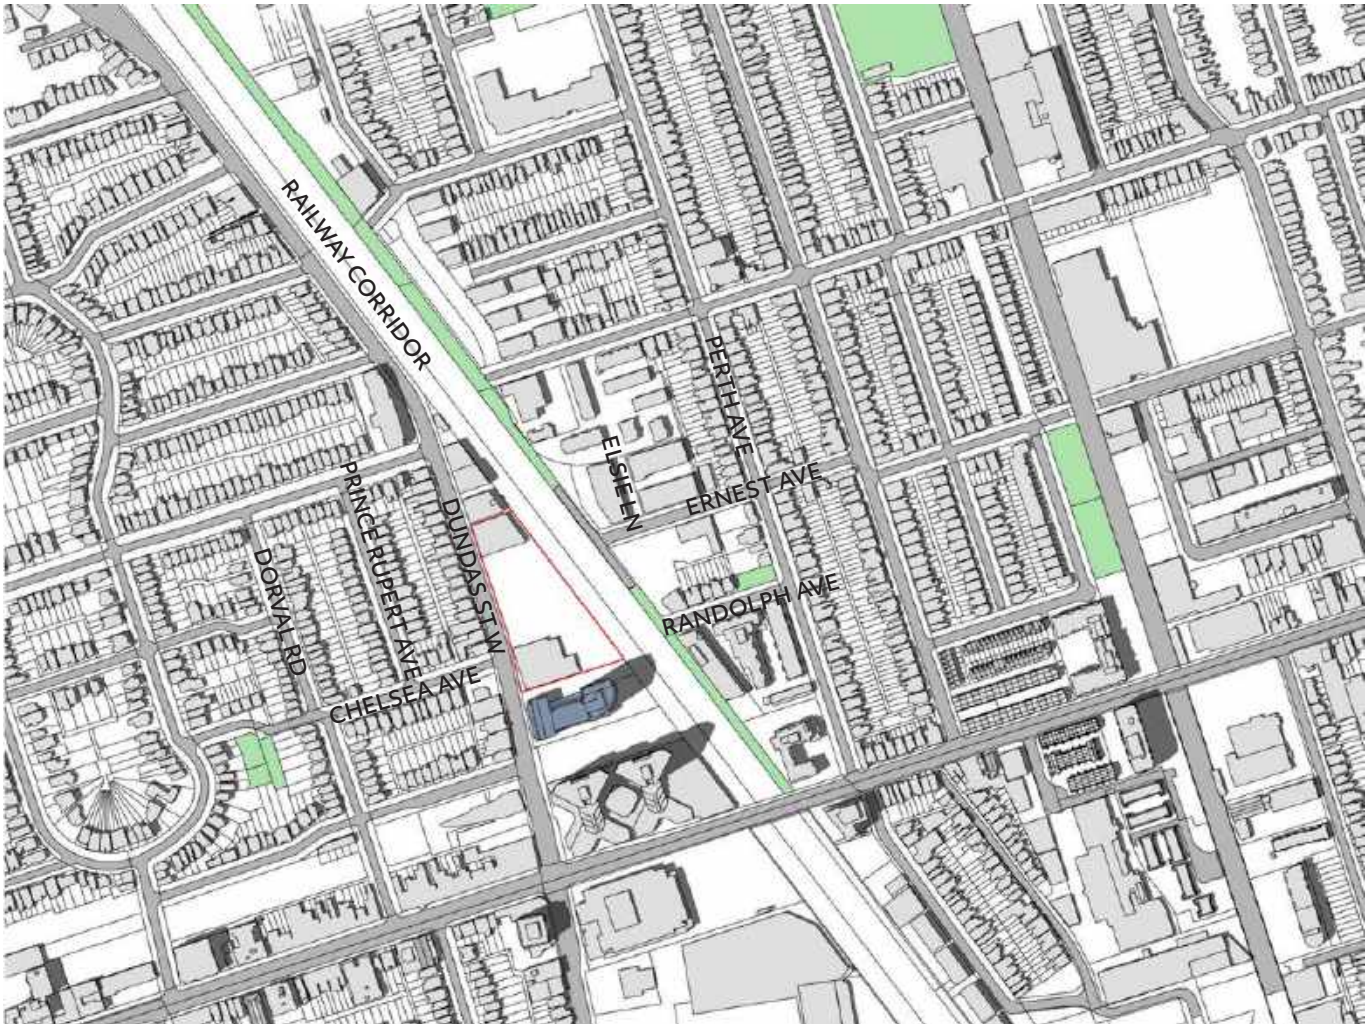 RAILWAY CORRIDOR
PERTH AVE
ELSIE LN
ERNEST AVE
PRINCE RUPERT AVE
DUNDAS ST W
DORVAL RD
RANDOLPH AVE
CHELSEA AVE